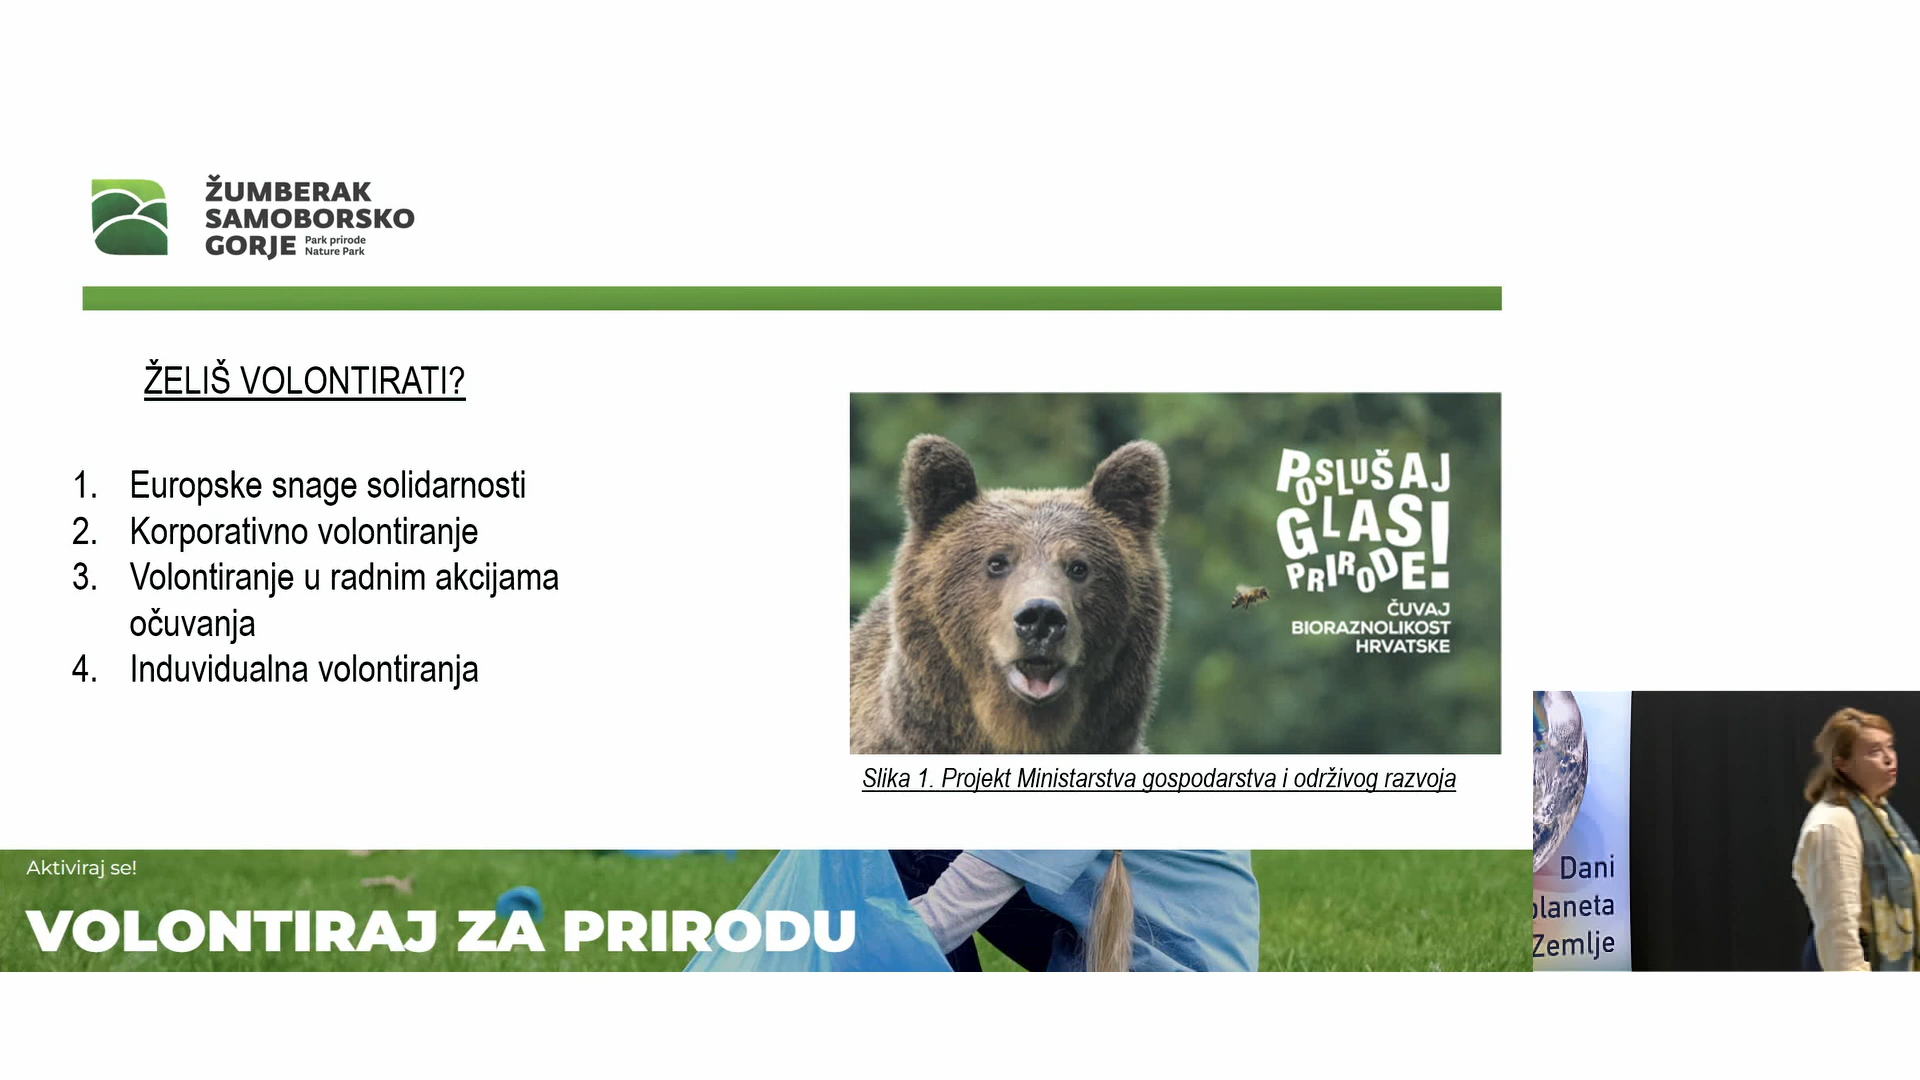 ŽUMBERAK
SAMOBORSKO
GORJE
Park prirode
Nature Park
ŽELIŠ VOLONTIRATI?
1. Europske snage solidarnosti
2. Korporativno volontiranje
3. Volontiranje u radnim akcijama
očuvanja
4. Induvidualna volontiranja
POSLUŠAJ
GLAS
PRIRODE!
ČUVAJ
BIORAZNOLIKOST
HRVATSKE
Slika 1. Projekt Ministarstva gospodarstva i održivog razvoja
Aktiviraj se!
VOLONTIRAJ ZA PRIRODU
Dani
planeta
Zemlje